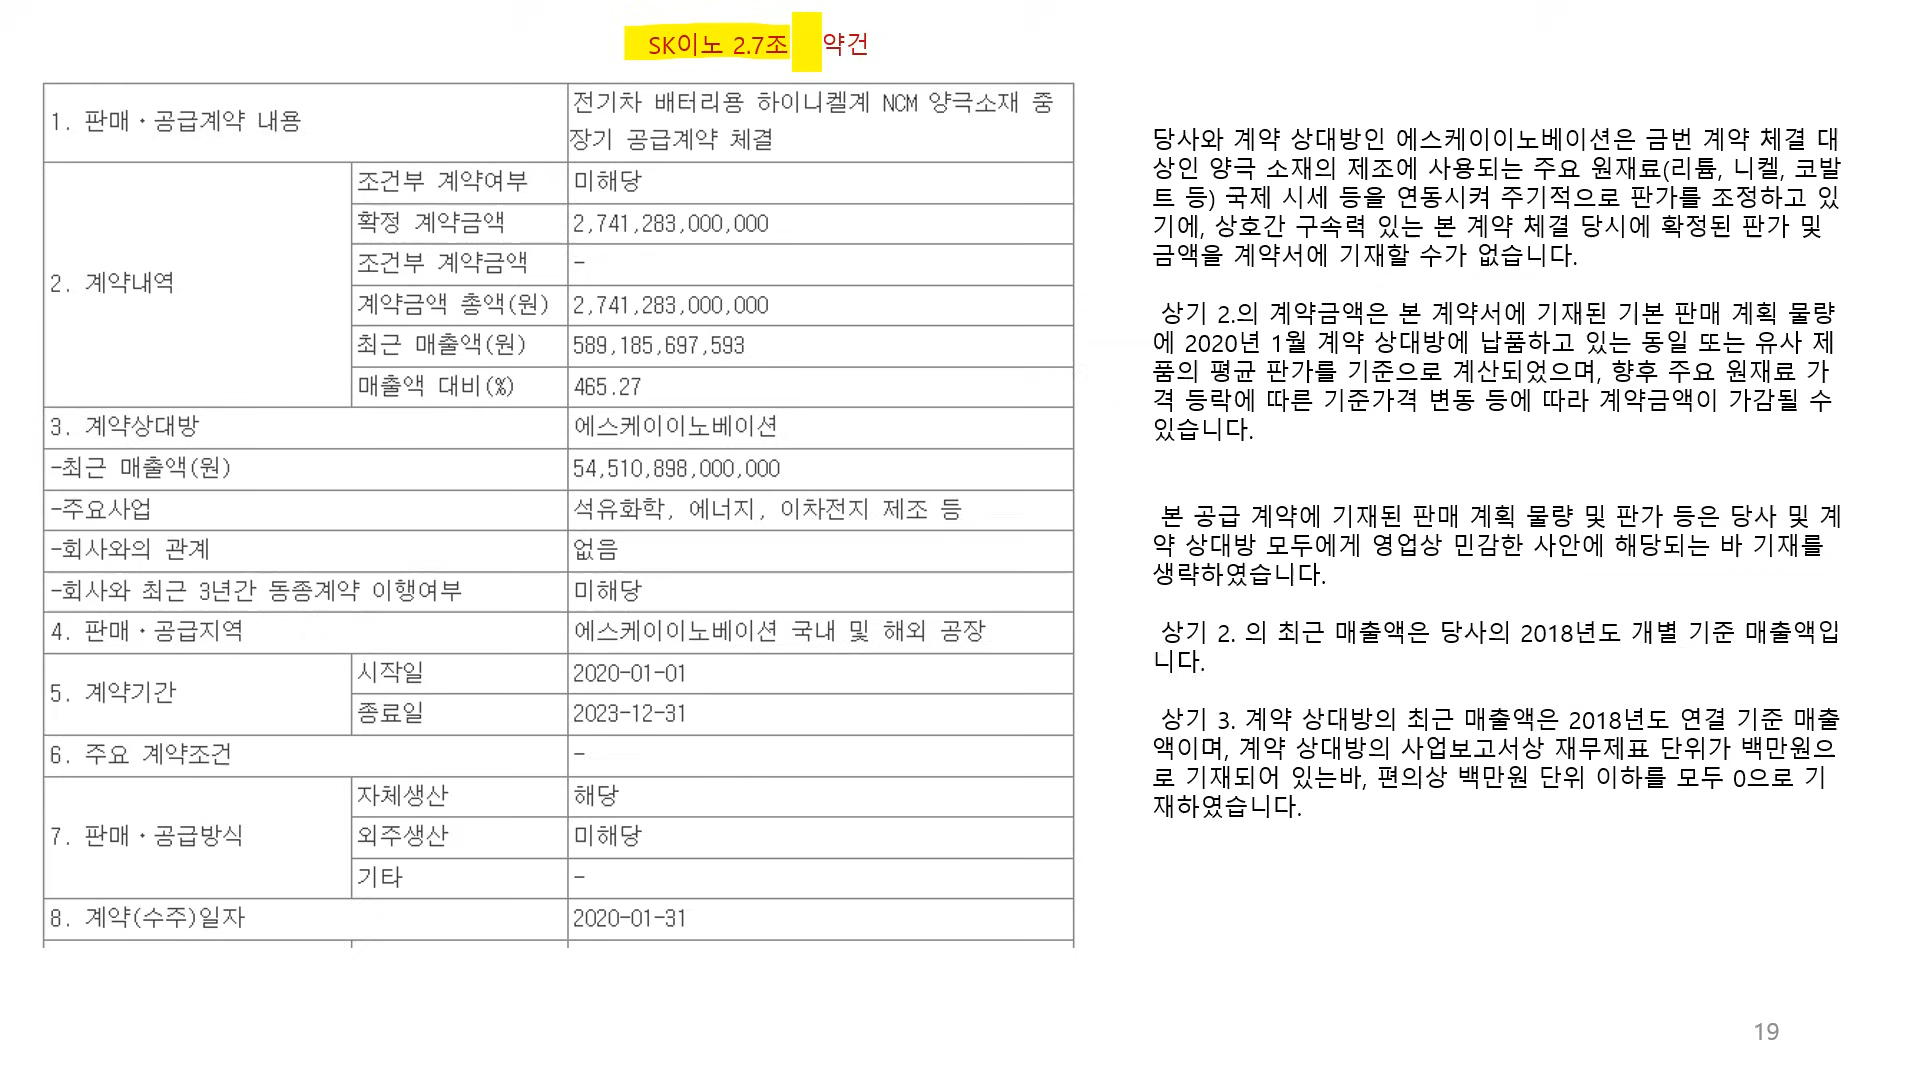 SK이노 2.7조 약건
1. 판매・공급계약 내용
전기차 배터리용 하이니켈계 NCM 양극소재 중
장기 공급계약 체결
2. 계약내역
조건부 계약여부
미해당
확정 계약금액
2,741,283,000,000
조건부 계약금액
-
계약금액 총액(원)
2,741,283,000,000
최근 매출액(원)
589,185,697,593
매출액 대비(%)
465.27
3. 계약상대방
에스케이이노베이션
-최근 매출액(원)
54,510,898,000,000
-주요사업
석유화학, 에너지, 이차전지 제조 등
-회사와의 관계
없음
-회사와 최근 3년간 동종계약 이행여부
미해당
4. 판매・공급지역
에스케이이노베이션 국내 및 해외 공장
5. 계약기간
시작일
2020-01-01
종료일
2023-12-31
6. 주요 계약조건
-
7. 판매・공급방식
자체생산
해당
외주생산
미해당
기타
-
8. 계약(수주)일자
2020-01-31
당사와 계약 상대방인 에스케이이노베이션은 금번 계약 체결 대
상인 양극 소재의 제조에 사용되는 주요 원재료(리튬, 니켈, 코발
트 등) 국제 시세 등을 연동시켜 주기적으로 판가를 조정하고 있
기에, 상호간 구속력 있는 본 계약 체결 당시에 확정된 판가 및
금액을 계약서에 기재할 수가 없습니다.
상기 2.의 계약금액은 본 계약서에 기재된 기본 판매 계획 물량
에 2020년 1월 계약 상대방에 납품하고 있는 동일 또는 유사 제
품의 평균 판가를 기준으로 계산되었으며, 향후 주요 원재료 가
격 등락에 따른 기준가격 변동 등에 따라 계약금액이 가감될 수
있습니다.
본 공급 계약에 기재된 판매 계획 물량 및 판가 등은 당사 및 계
약 상대방 모두에게 영업상 민감한 사안에 해당되는 바 기재를
생략하였습니다.
상기 2. 의 최근 매출액은 당사의 2018년도 개별 기준 매출액입
니다.
상기 3. 계약 상대방의 최근 매출액은 2018년도 연결 기준 매출
액이며, 계약 상대방의 사업보고서상 재무제표 단위가 백만원으
로 기재되어 있는바, 편의상 백만원 단위 이하를 모두 0으로 기
재하였습니다.
19